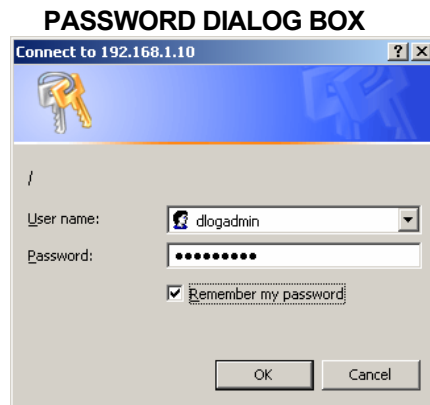 PASSWORD DIALOG BOX
Connect to 192.168.1.10
/
User name: dlogadmin
Password: •••••••••
Remember my password
OK Cancel